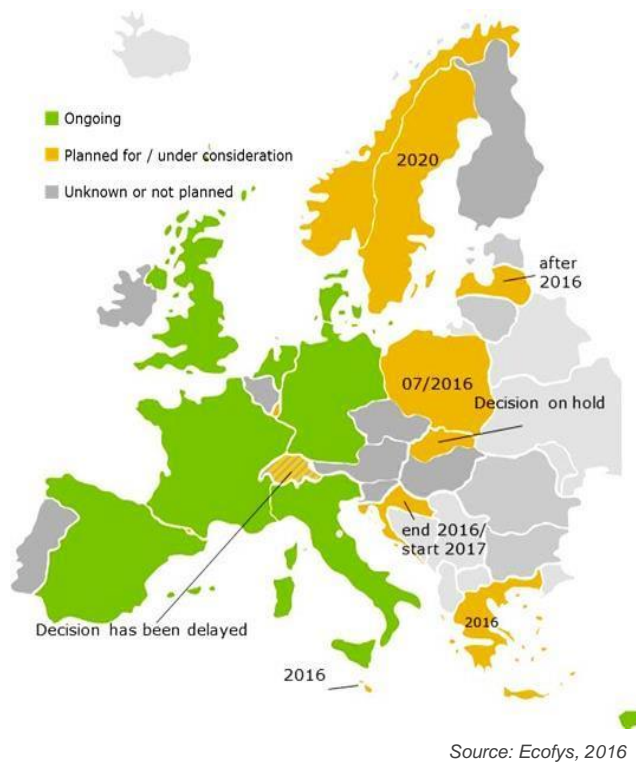 Ongoing
Planned for / under consideration
Unknown or not planned
2020
after
2016
07/2016
Decision on hold
end 2016/
start 2017
Decision has been delayed
2016
2016
Source: Ecofys, 2016